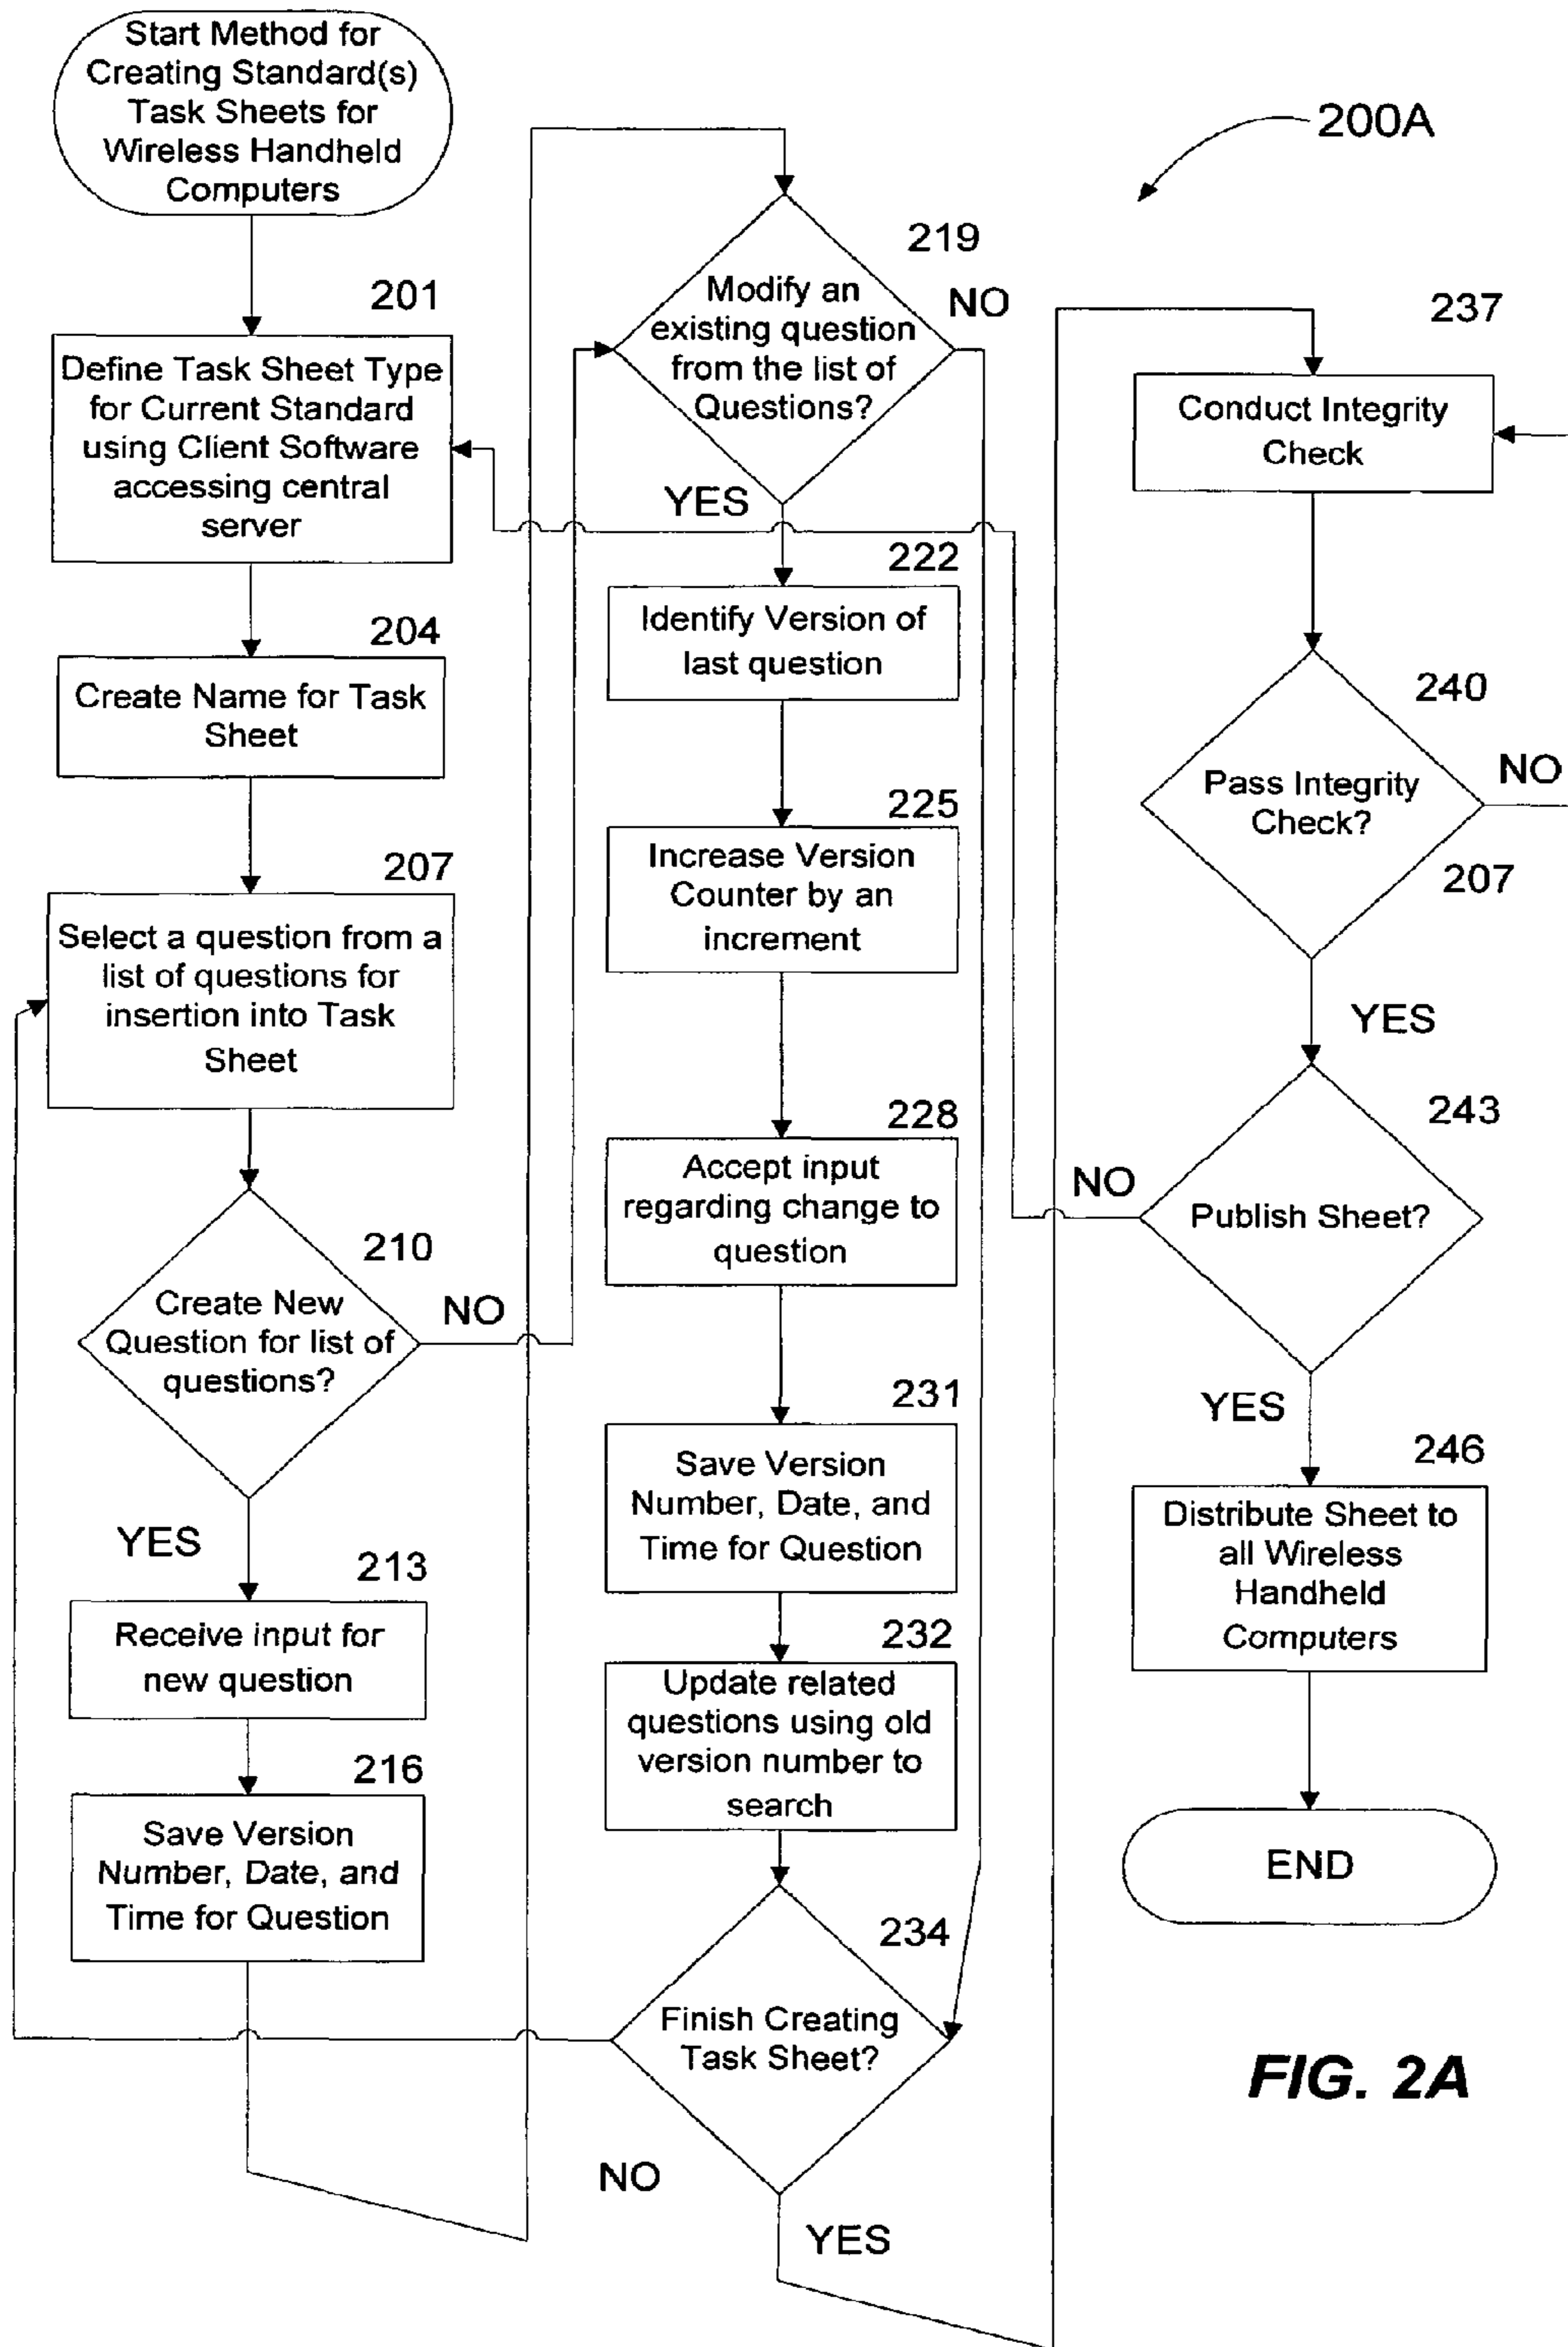 Start Method for
Creating Standard(s)
Task Sheets for
Wireless Handheld
Computers
201
Define Task Sheet Type
for Current Standard
using Client Software
accessing central
server
204
Create Name for Task
Sheet
207
Select a question from a
list of questions for
insertion into Task
Sheet
210
Create New
Question for list of
questions?
NO
YES
213
Receive input for
new question
216
Save Version
Number, Date, and
Time for Question
219
Modify an
existing question
from the list of
Questions?
NO
YES
222
Identify Version of
last question
225
Increase Version
Counter by an
increment
228
Accept input
regarding change to
question
231
Save Version
Number, Date, and
Time for Question
232
Update related
questions using old
version number to
search
234
Finish Creating
Task Sheet?
NO
YES
200A
237
Conduct Integrity
Check
240
Pass Integrity
Check?
NO
207
YES
243
Publish Sheet?
NO
YES
246
Distribute Sheet to
all Wireless
Handheld
Computers
END
FIG. 2A